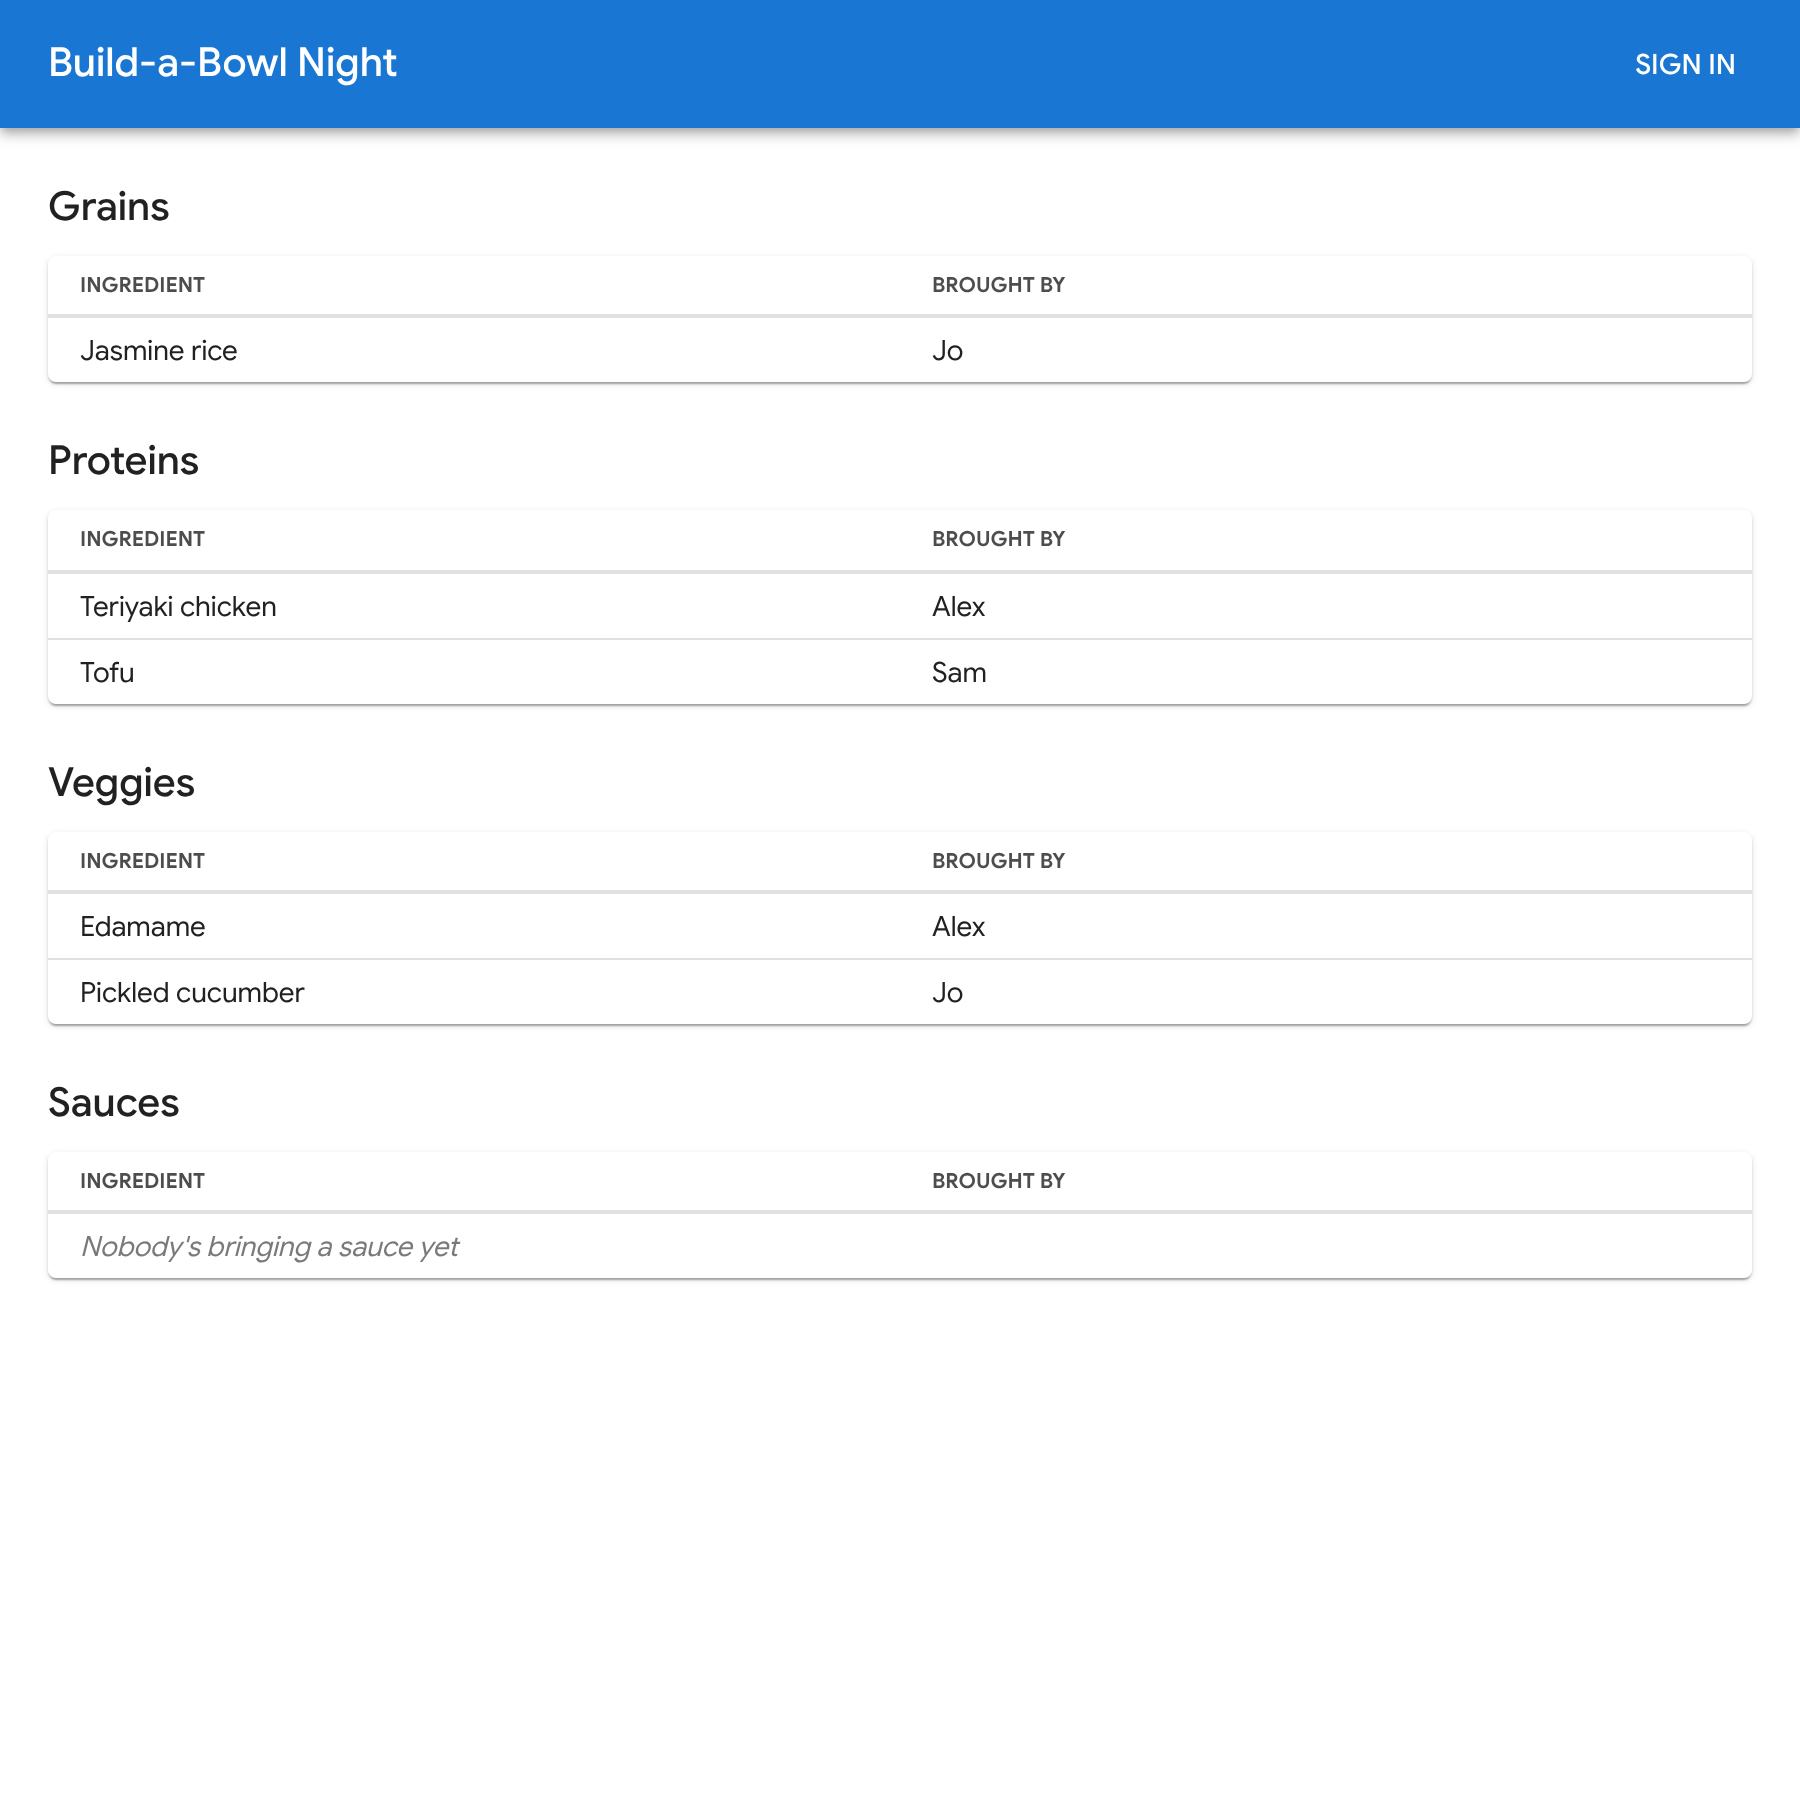 Build-a-Bowl Night
SIGN IN
Grains
INGREDIENT BROUGHT BY
Jasmine rice Jo
Proteins
INGREDIENT BROUGHT BY
Teriyaki chicken Alex
Tofu Sam
Veggies
INGREDIENT BROUGHT BY
Edamame Alex
Pickled cucumber Jo
Sauces
INGREDIENT BROUGHT BY
Nobody's bringing a sauce yet